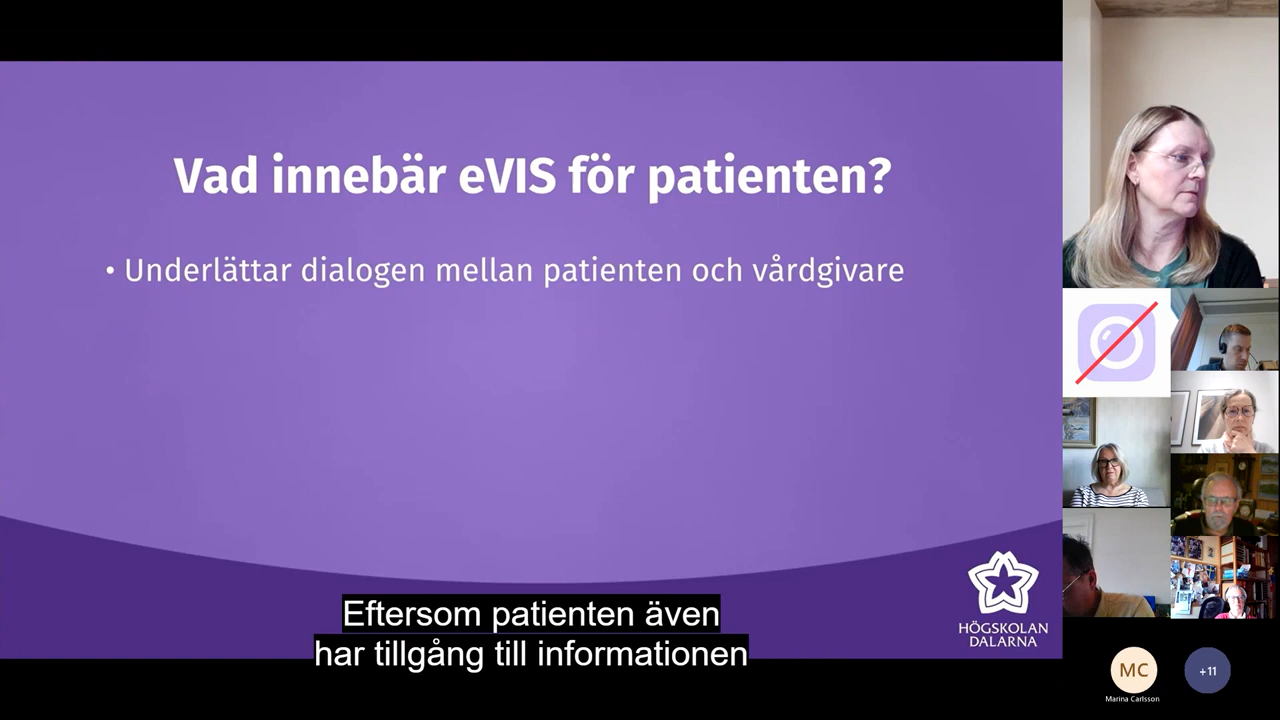 Vad innebär eVIS för patienten?
• Underlättar dialogen mellan patienten och vårdgivare
Eftersom patienten även
har tillgång till informationen
HÖGSKOLAN
DALARNA
MC
+11
Marina Carlsson